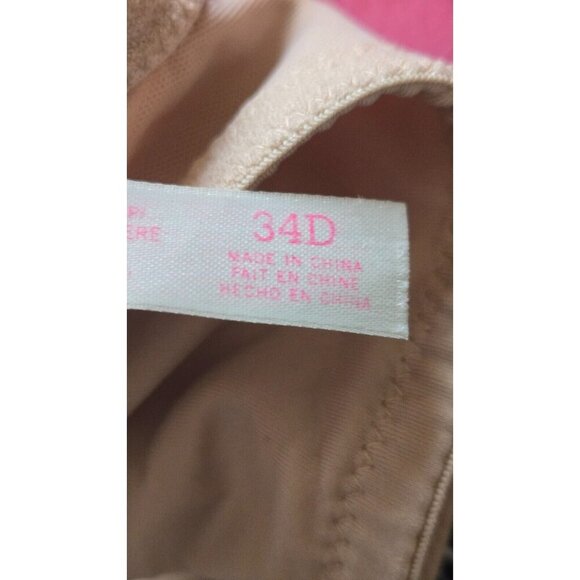 34D
MADE IN CHINA
FAIT EN CHINE
HECHO EN CHINA